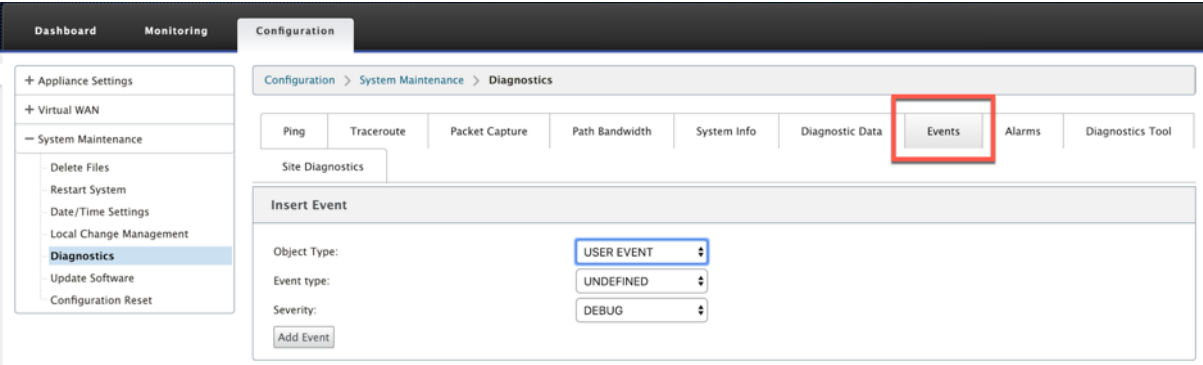 Dashboard Monitoring Configuration
+ Appliance Settings
+ Virtual WAN
− System Maintenance
Delete Files
Restart System
Date/Time Settings
Local Change Management
Diagnostics
Update Software
Configuration Reset
Configuration > System Maintenance > Diagnostics
Ping Traceroute Packet Capture Path Bandwidth System Info Diagnostic Data Events Alarms Diagnostics Tool
Site Diagnostics
Insert Event
Object Type: USER EVENT
Event type: UNDEFINED
Severity: DEBUG
Add Event